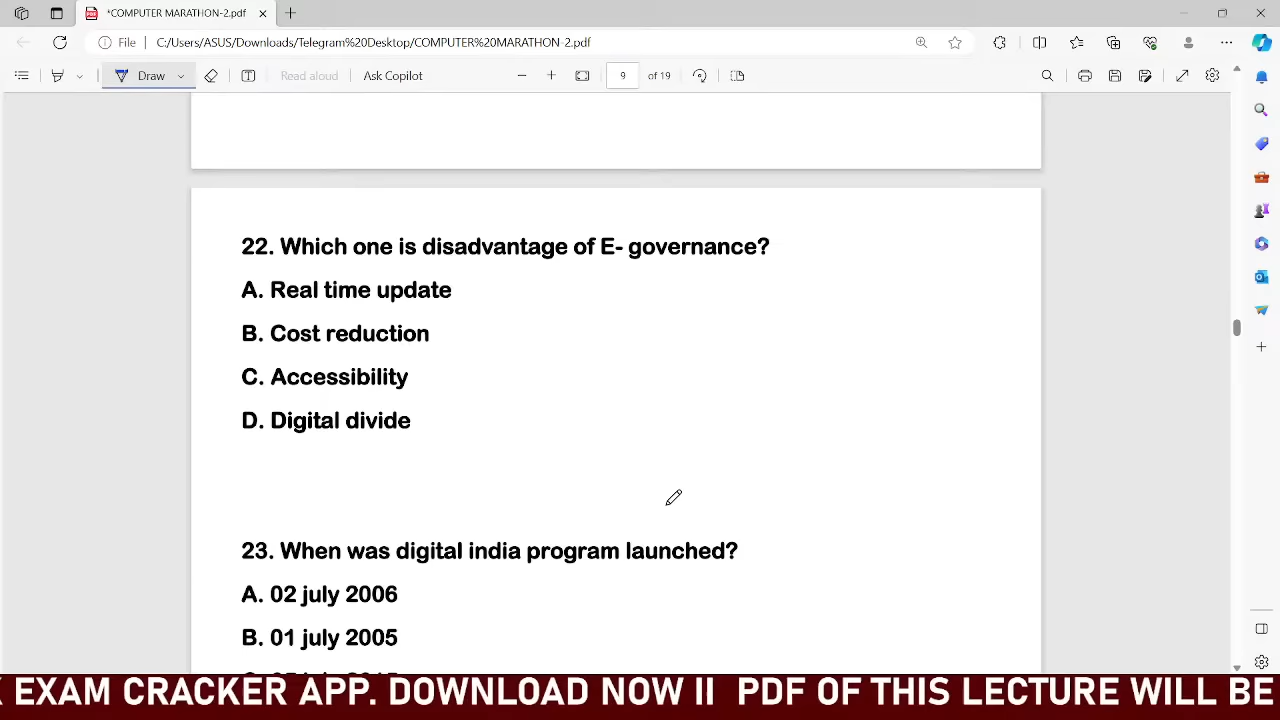 *COMPUTER MARATHON-2.pdf
File C:/Users/ASUS/Downloads/Telegram%20Desktop/COMPUTER%20MARATHON-2.pdf
Draw Read aloud Ask Copilot 9 of 19
22. Which one is disadvantage of E- governance?
A. Real time update
B. Cost reduction
C. Accessibility
D. Digital divide
23. When was digital india program launched?
A. 02 july 2006
B. 01 july 2005
EXAM CRACKER APP. DOWNLOAD NOW II PDF OF THIS LECTURE WILL BE